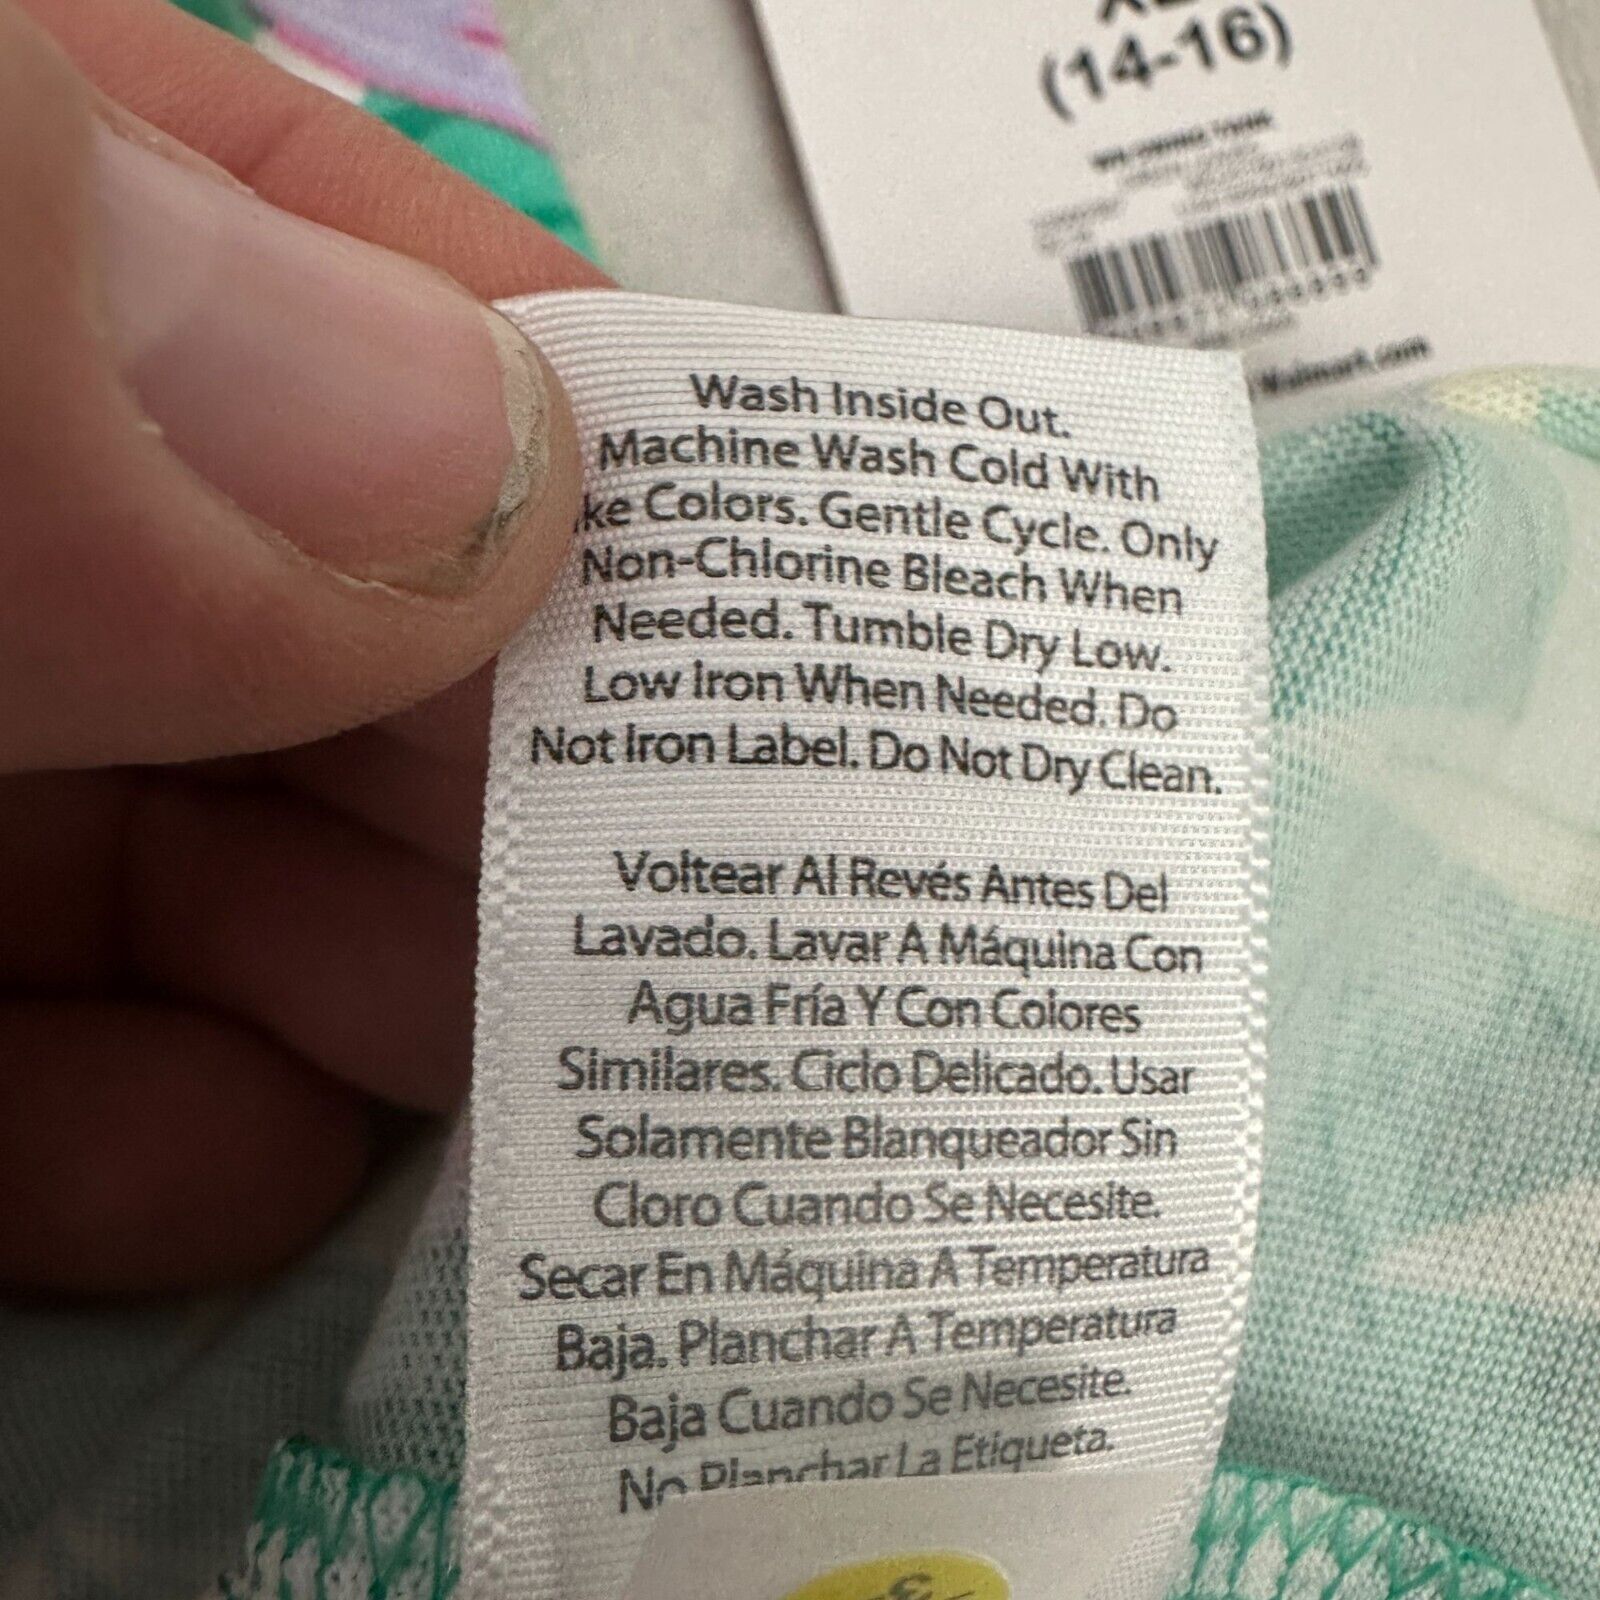 (14-16)
Walmart.com
Wash Inside Out.
Machine Wash Cold With
ke Colors. Gentle Cycle. Only
Non-Chlorine Bleach When
Needed. Tumble Dry Low.
Low Iron When Needed. Do
Not Iron Label. Do Not Dry Clean.
Voltear Al Revés Antes Del
Lavado. Lavar A Máquina Con
Agua Fría Y Con Colores
Similares. Ciclo Delicado. Usar
Solamente Blanqueador Sin
Cloro Cuando Se Necesite.
Secar En Máquina A Temperatura
Baja. Planchar A Temperatura
Baja Cuando Se Necesite.
No Planchar La Etiqueta.